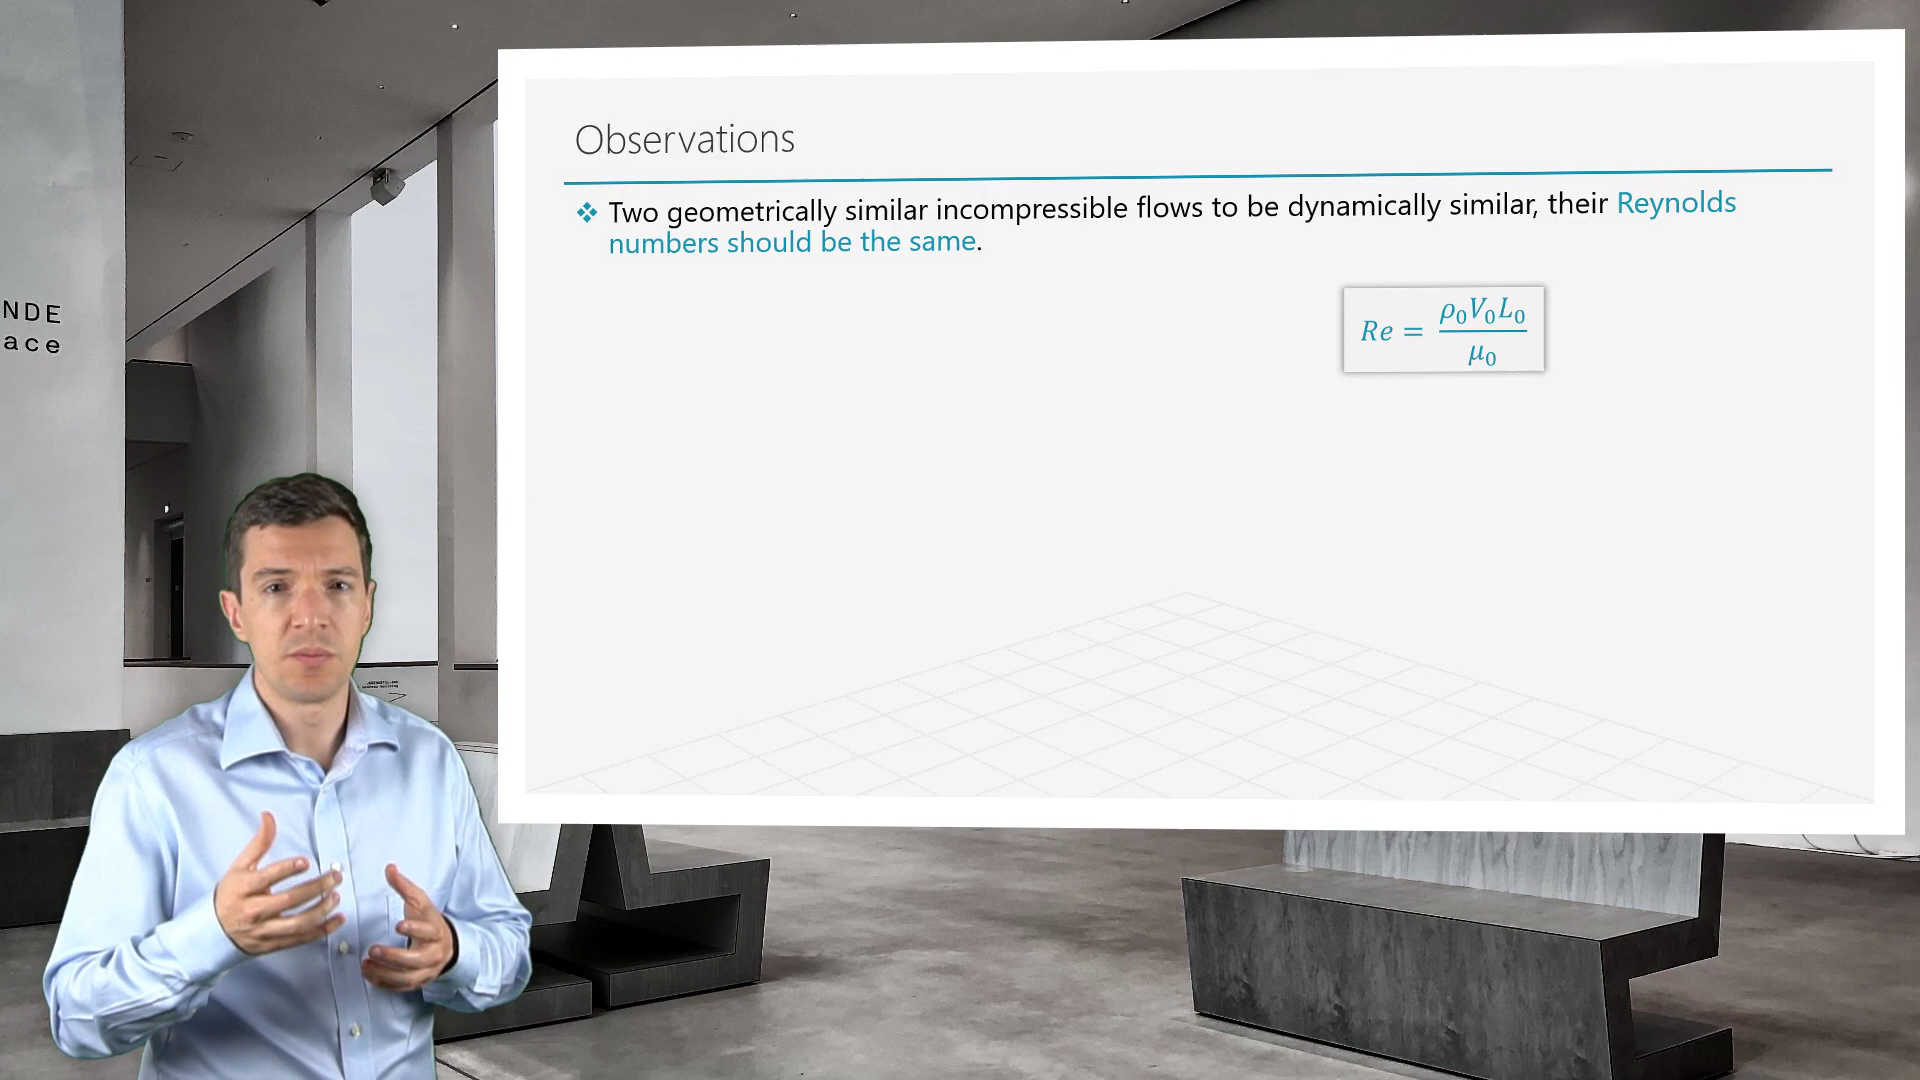 NDE
ace
Observations
❖ Two geometrically similar incompressible flows to be dynamically similar, their Reynolds
numbers should be the same.
Re = ρ₀V₀L₀ / μ₀